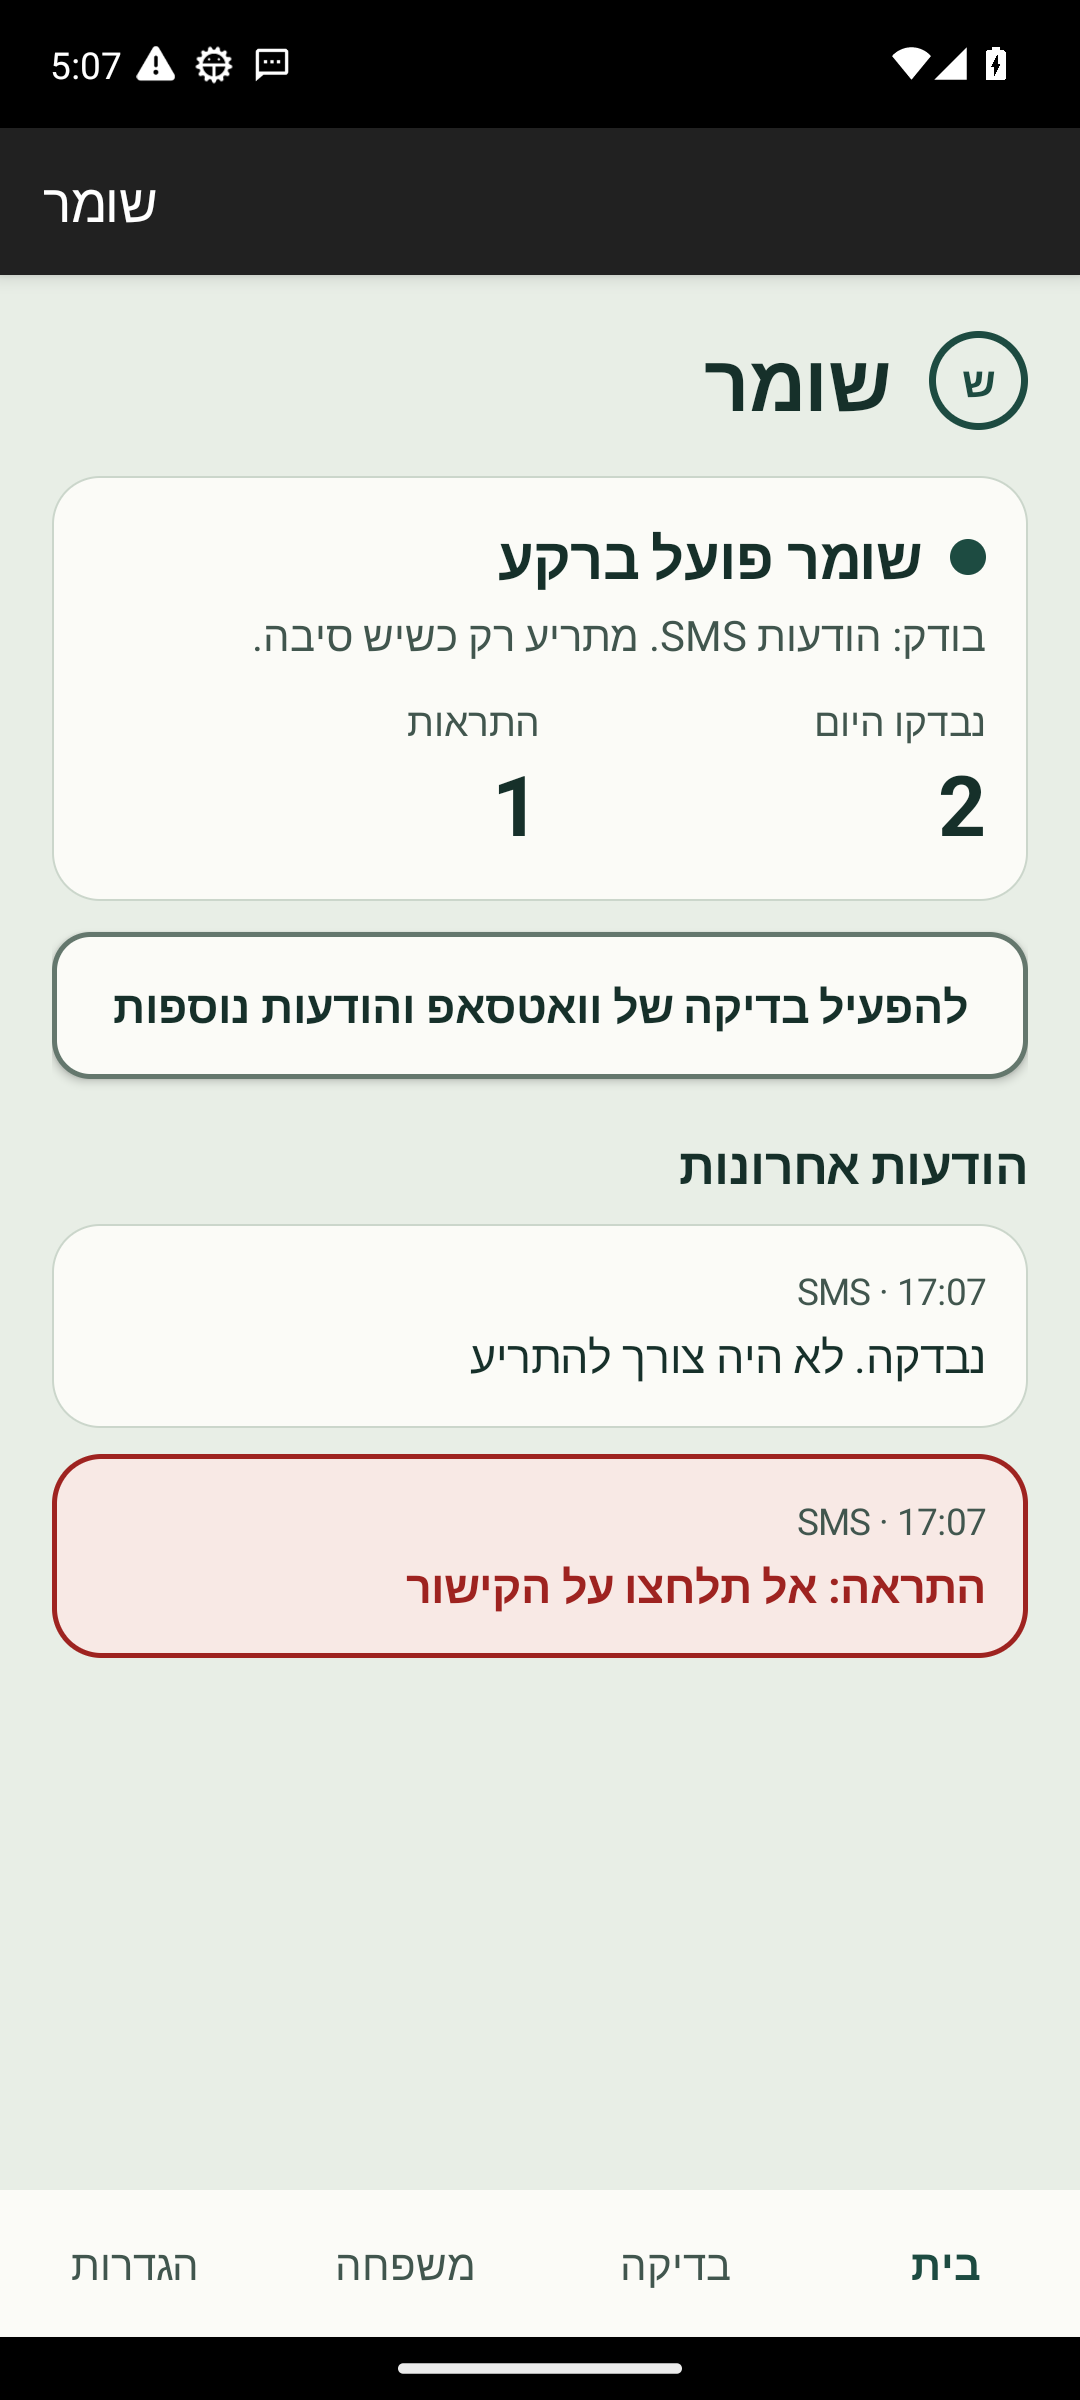 5:07
שומר
ש
שומר
שומר פועל ברקע
בודק: הודעות SMS. מתריע רק כשיש סיבה.
נבדקו היום
התראות
2
1
להפעיל בדיקה של וואטסאפ והודעות נוספות
הודעות אחרונות
SMS · 17:07
נבדקה. לא היה צורך להתריע
SMS · 17:07
התראה: אל תלחצו על הקישור
בית
בדיקה
משפחה
הגדרות